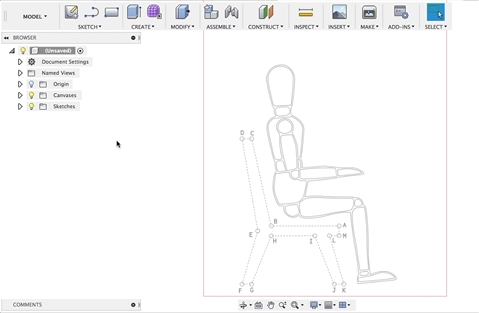 MODEL ▾
SKETCH ▾ CREATE ▾ MODIFY ▾ ASSEMBLE ▾ CONSTRUCT ▾ INSPECT ▾ INSERT ▾ MAKE ▾ ADD-INS ▾ SELECT ▾
BROWSER
(Unsaved)
Document Settings
Named Views
Origin
Canvases
Sketches
D C
B A
E H I L M
F G J K
COMMENTS